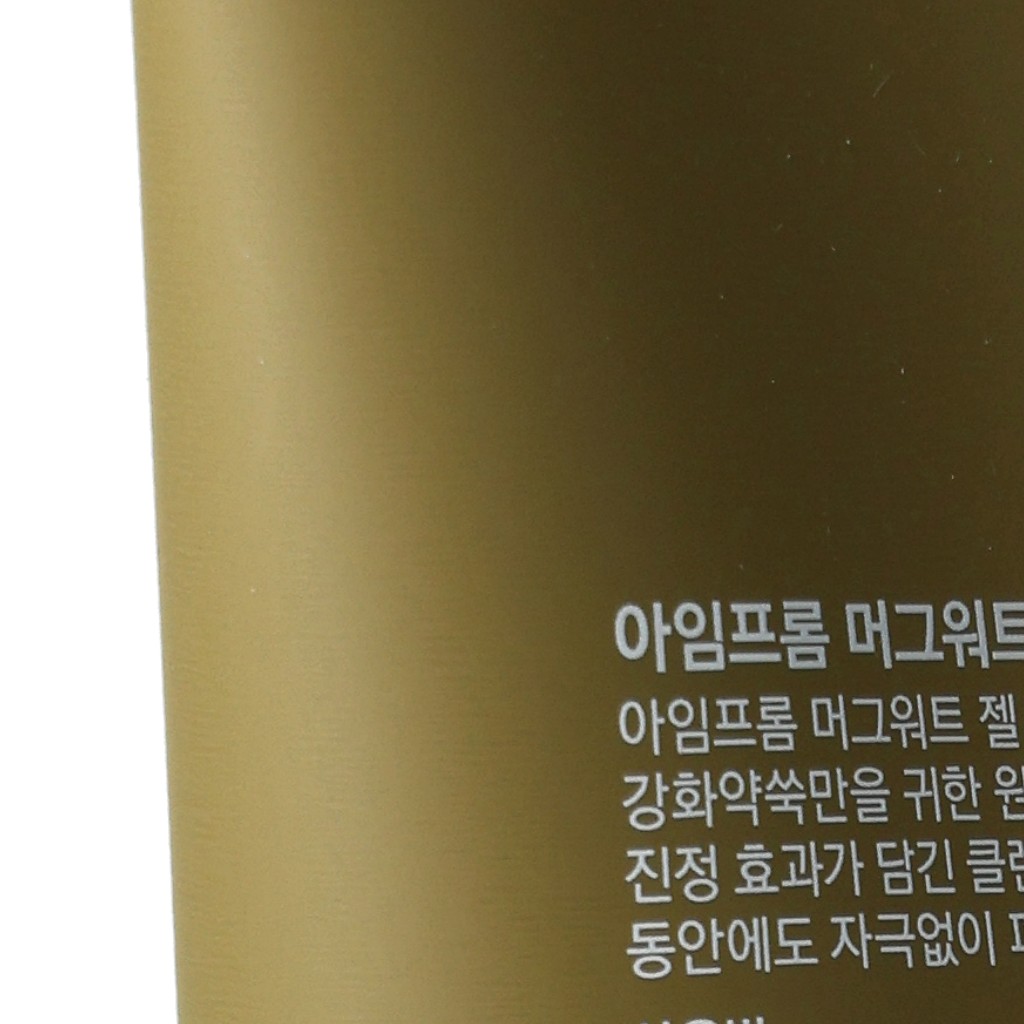 아임프롬 머그워트
아임프롬 머그워트 젤
강화약쑥만을 귀한
진정 효과가 담긴
동안에도 자극없이